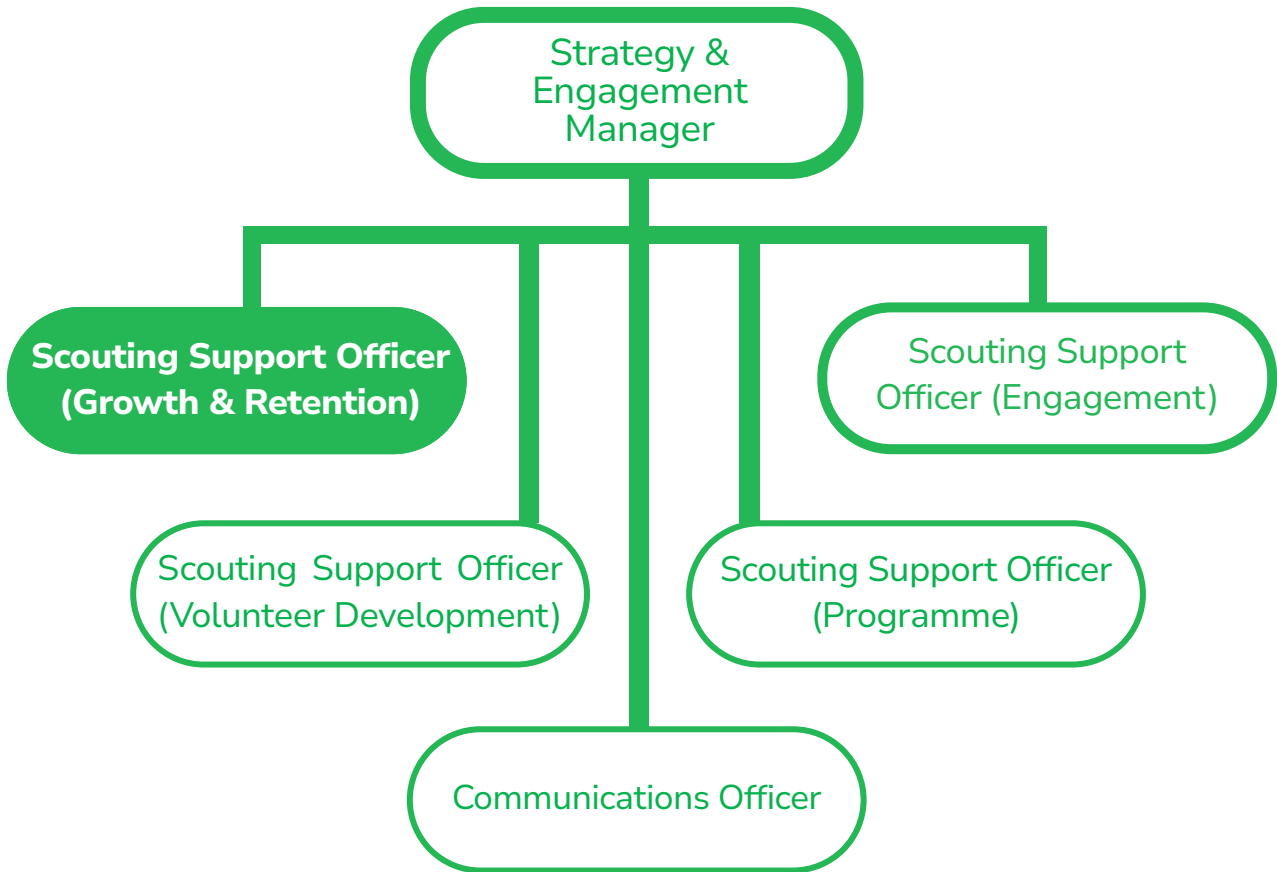 Strategy &
Engagement
Manager
Scouting Support Officer
(Growth & Retention)
Scouting Support
Officer (Engagement)
Scouting Support Officer
(Volunteer Development)
Scouting Support Officer
(Programme)
Communications Officer